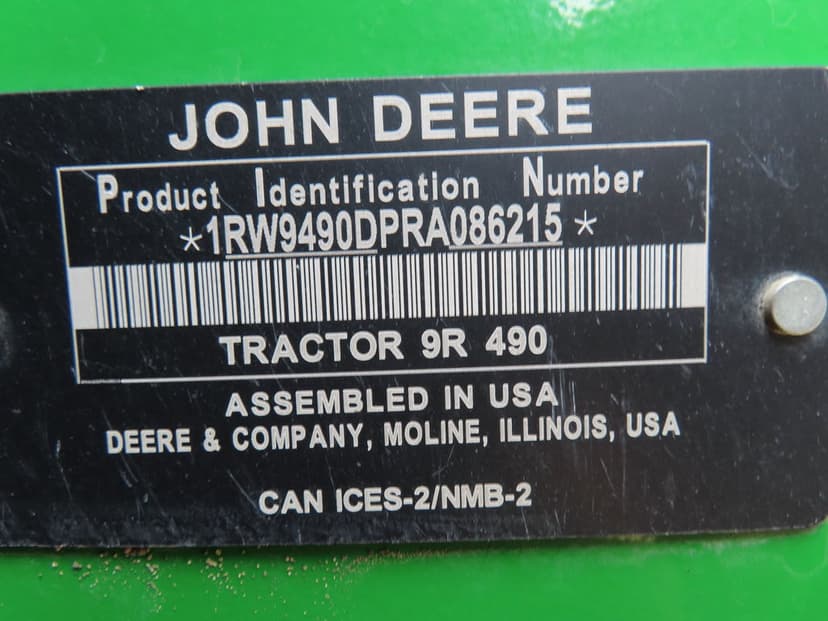 JOHN DEERE
Product Identification Number
*1RW9490DPRA086215*
TRACTOR 9R 490
ASSEMBLED IN USA
DEERE & COMPANY, MOLINE, ILLINOIS, USA
CAN ICES-2/NMB-2